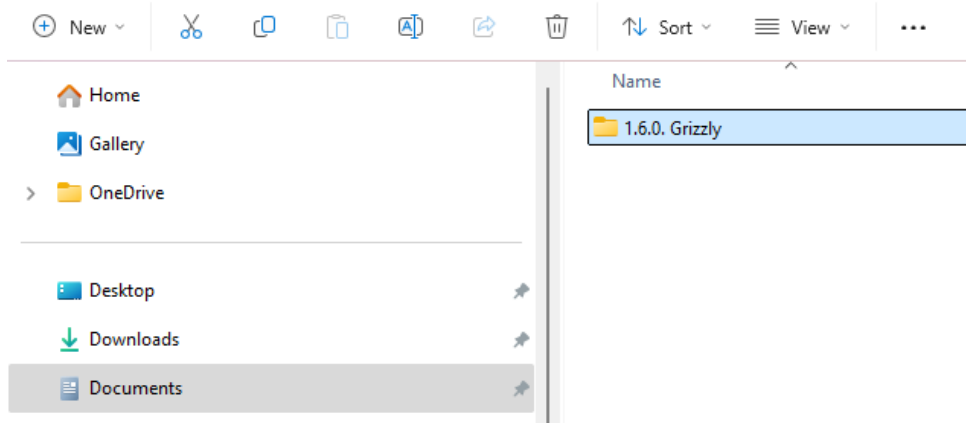 New Sort View ...
Name
Home
1.6.0. Grizzly
Gallery
OneDrive
Desktop
Downloads
Documents